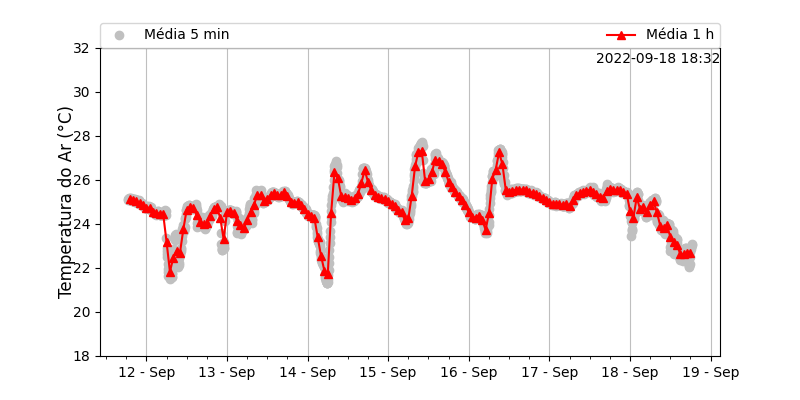 Média 5 min
Média 1 h
2022-09-18 18:32
Temperatura do Ar (°C)
32
30
28
26
24
22
20
18
12 - Sep
13 - Sep
14 - Sep
15 - Sep
16 - Sep
17 - Sep
18 - Sep
19 - Sep